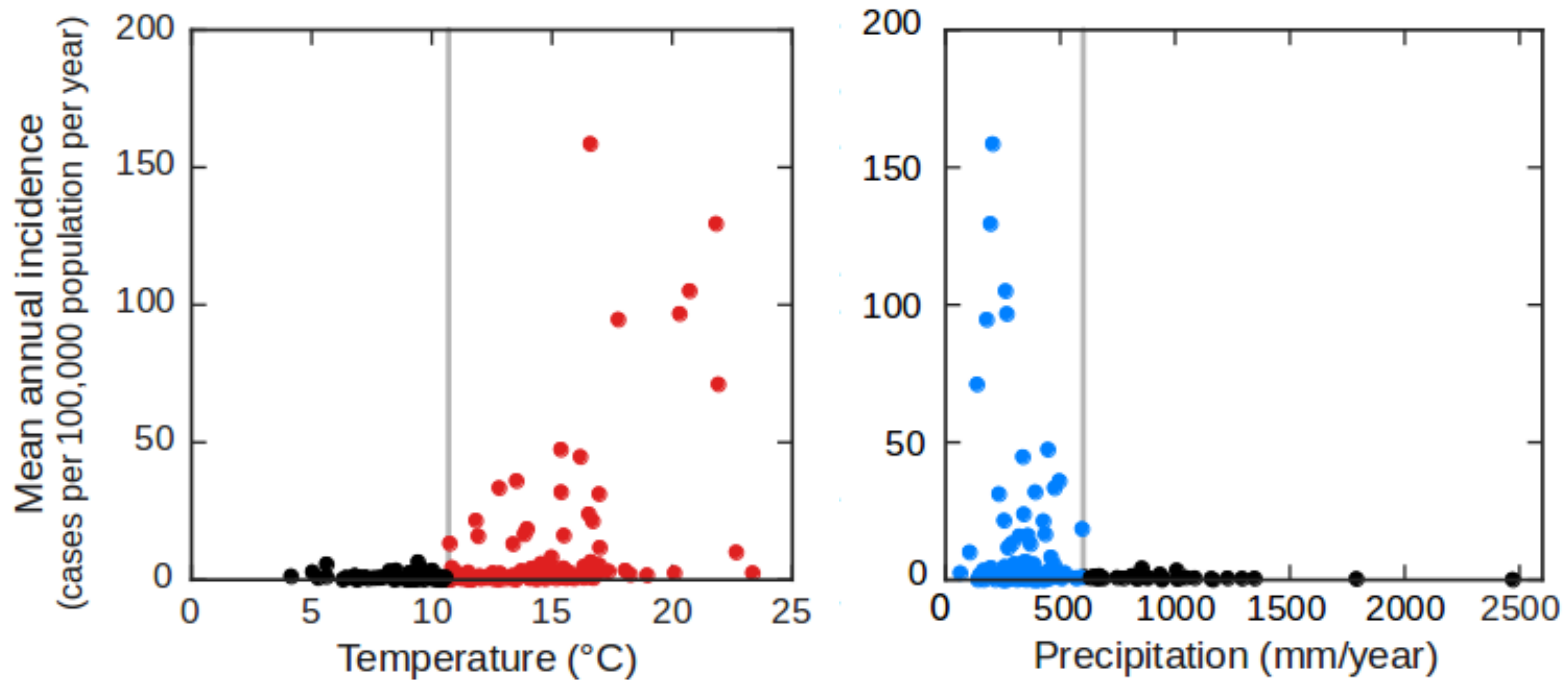 Mean annual incidence
(cases per 100,000 population per year)
200
150
100
50
0
0 5 10 15 20 25
Temperature (°C)
200
150
100
50
0
0 500 1000 1500 2000 2500
Precipitation (mm/year)